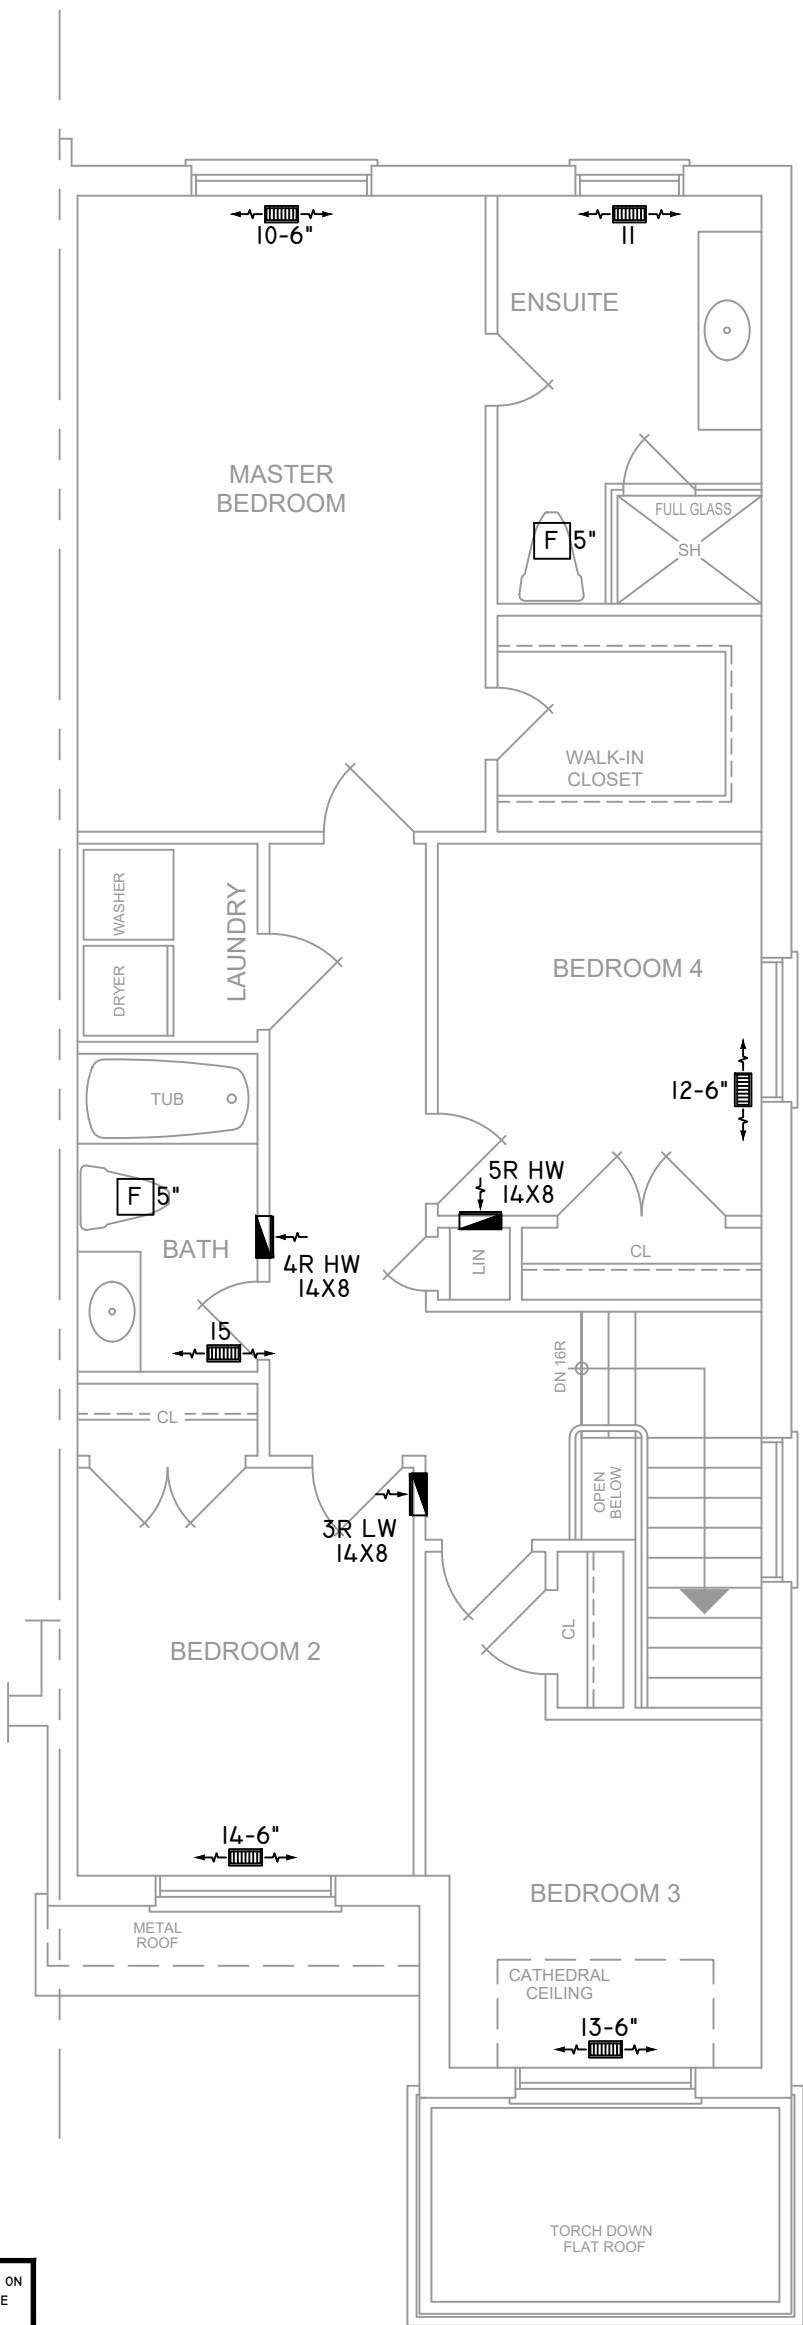 10-6"
11
ENSUITE
MASTER
BEDROOM
FULL GLASS
SH
F 5"
WALK-IN
CLOSET
WASHER
DRYER
LAUNDRY
BEDROOM 4
12-6"
TUB
F 5"
BATH
5R HW
14X8
4R HW
14X8
LIN
CL
15
DN 16R
CL
OPEN
BELOW
3R LW
14X8
CL
BEDROOM 2
14-6"
BEDROOM 3
METAL
ROOF
CATHEDRAL
CEILING
13-6"
TORCH DOWN
FLAT ROOF
ON
E